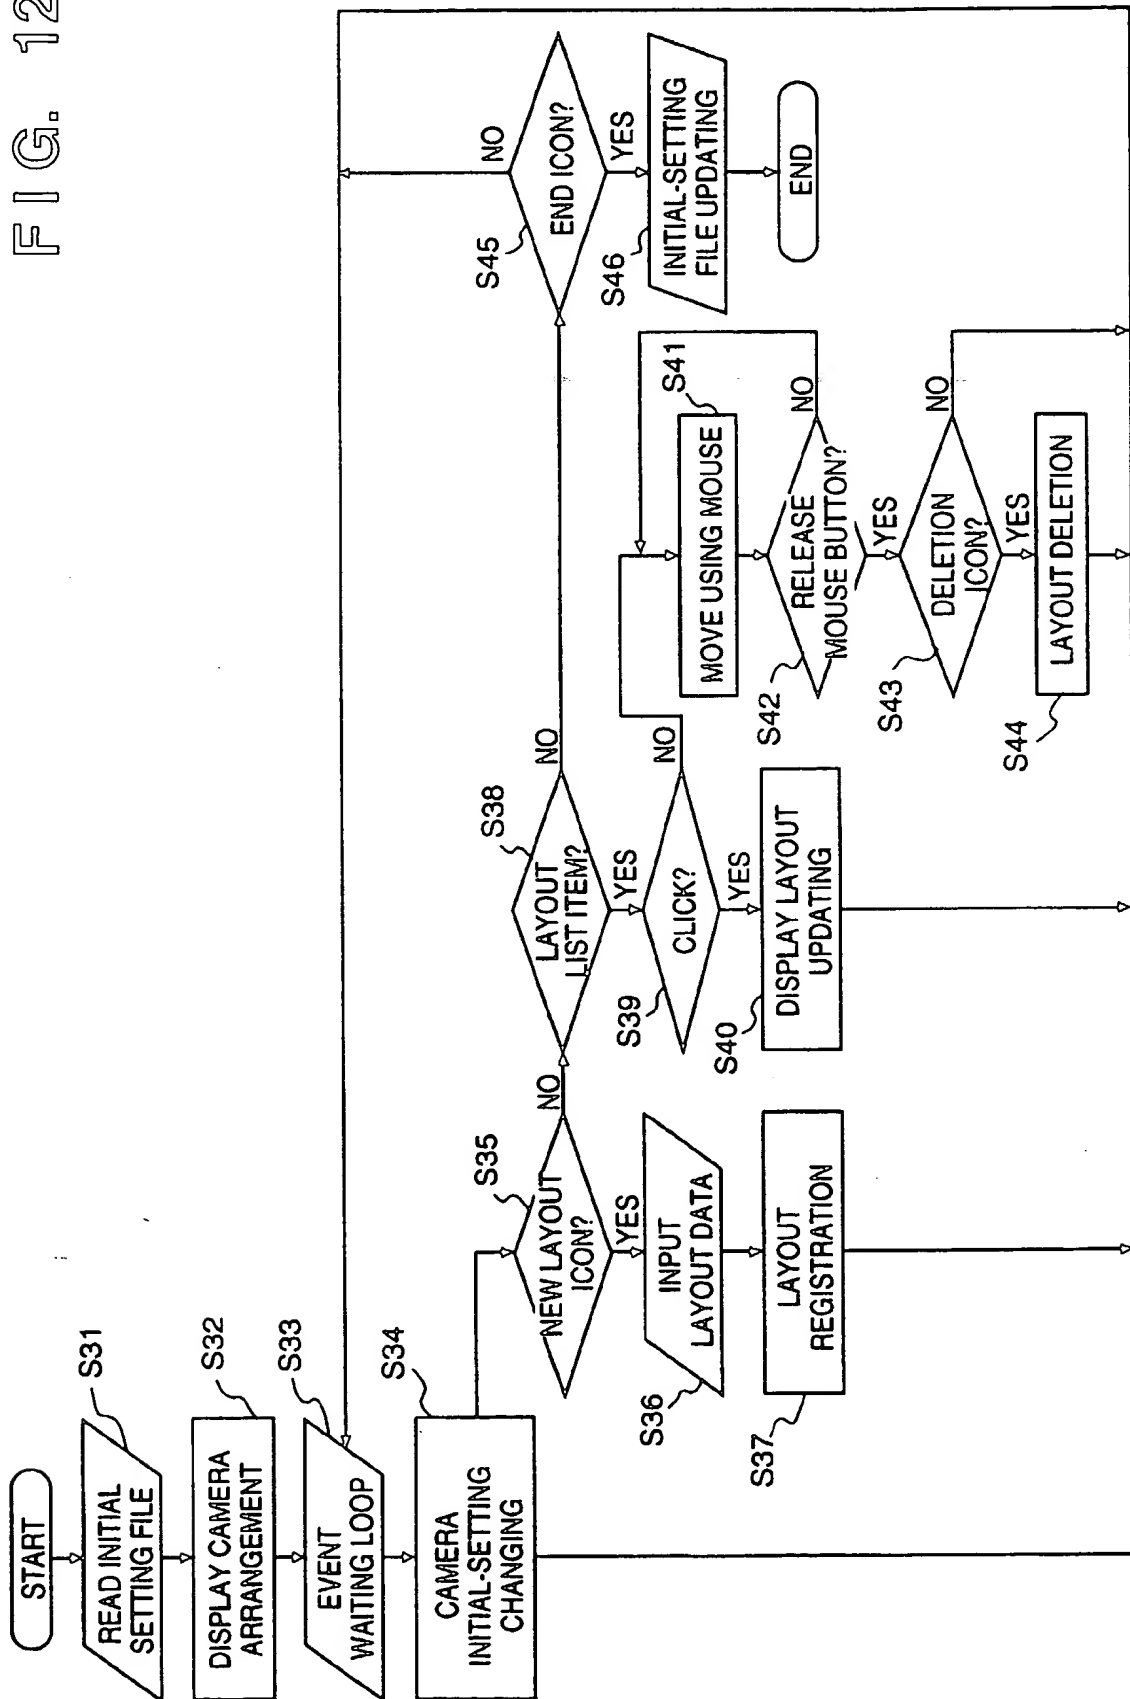 FIG. 12
START
READ INITIAL
SETTING FILE
S31
DISPLAY CAMERA
ARRANGEMENT
S32
EVENT
WAITING LOOP
S33
CAMERA
INITIAL-SETTING
CHANGING
S34
NEW LAYOUT
ICON?
S35
NO
YES
INPUT
LAYOUT DATA
S36
LAYOUT
REGISTRATION
S37
LAYOUT
LIST ITEM?
S38
NO
YES
CLICK?
S39
NO
YES
DISPLAY LAYOUT
UPDATING
S40
MOVE USING MOUSE
S41
RELEASE
MOUSE BUTTON?
S42
NO
YES
DELETION
ICON?
S43
NO
YES
LAYOUT DELETION
S44
END ICON?
S45
NO
YES
INITIAL-SETTING
FILE UPDATING
S46
END